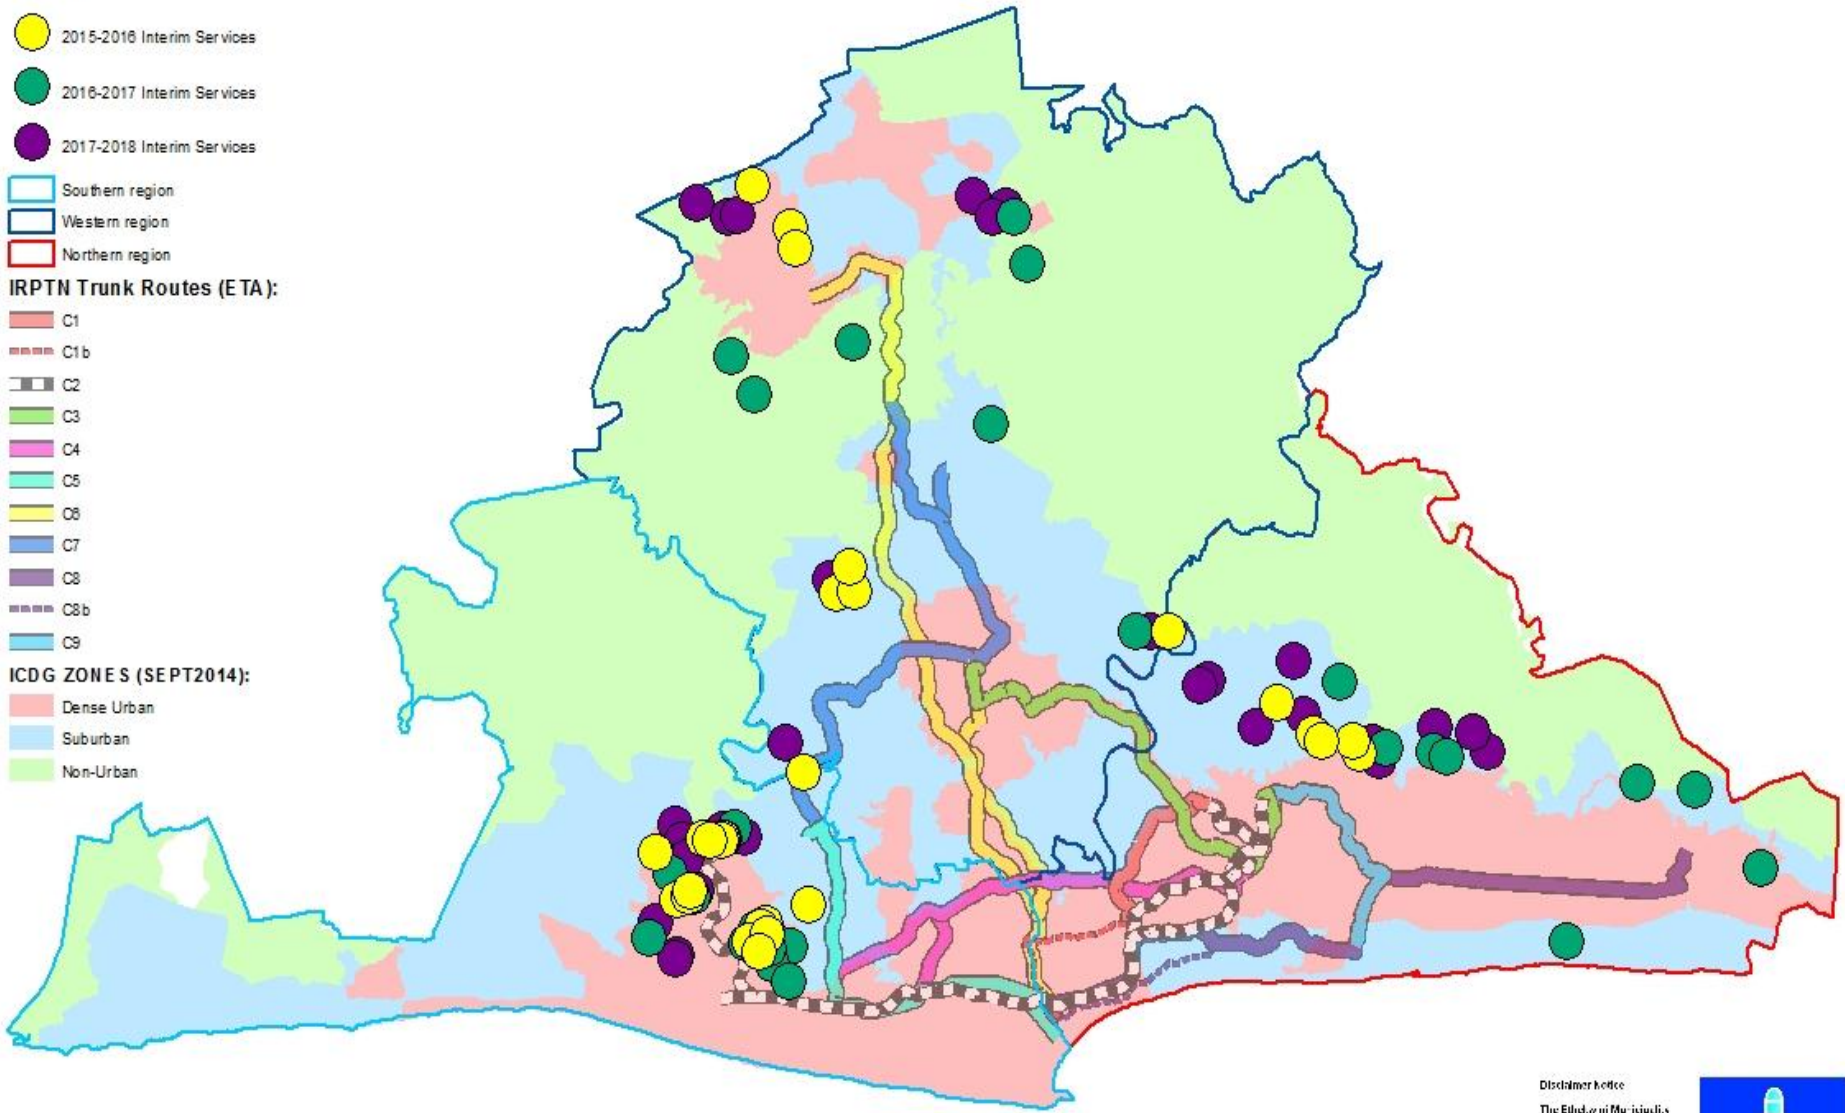 2015-2016 Interim Services
2016-2017 Interim Services
2017-2018 Interim Services
Southern region
Western region
Northern region
IRPTN Trunk Routes (ETA):
C1
C1b
C2
C3
C4
C5
C6
C7
C8
C8b
C9
ICDG ZONES (SEPT2014):
Dense Urban
Suburban
Non-Urban
Disclaimer Notice
The